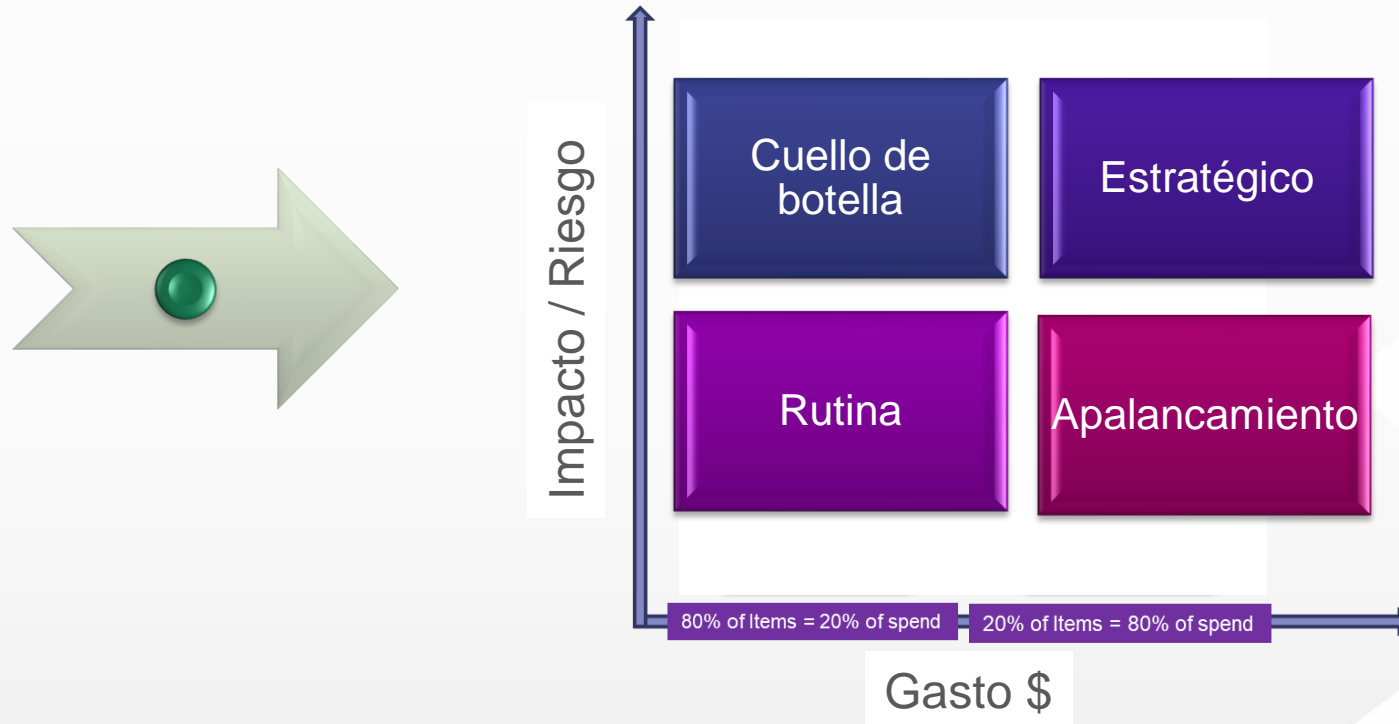 Impacto / Riesgo
Cuello de
botella
Estratégico
Rutina
Apalancamiento
80% of Items = 20% of spend
20% of Items = 80% of spend
Gasto $